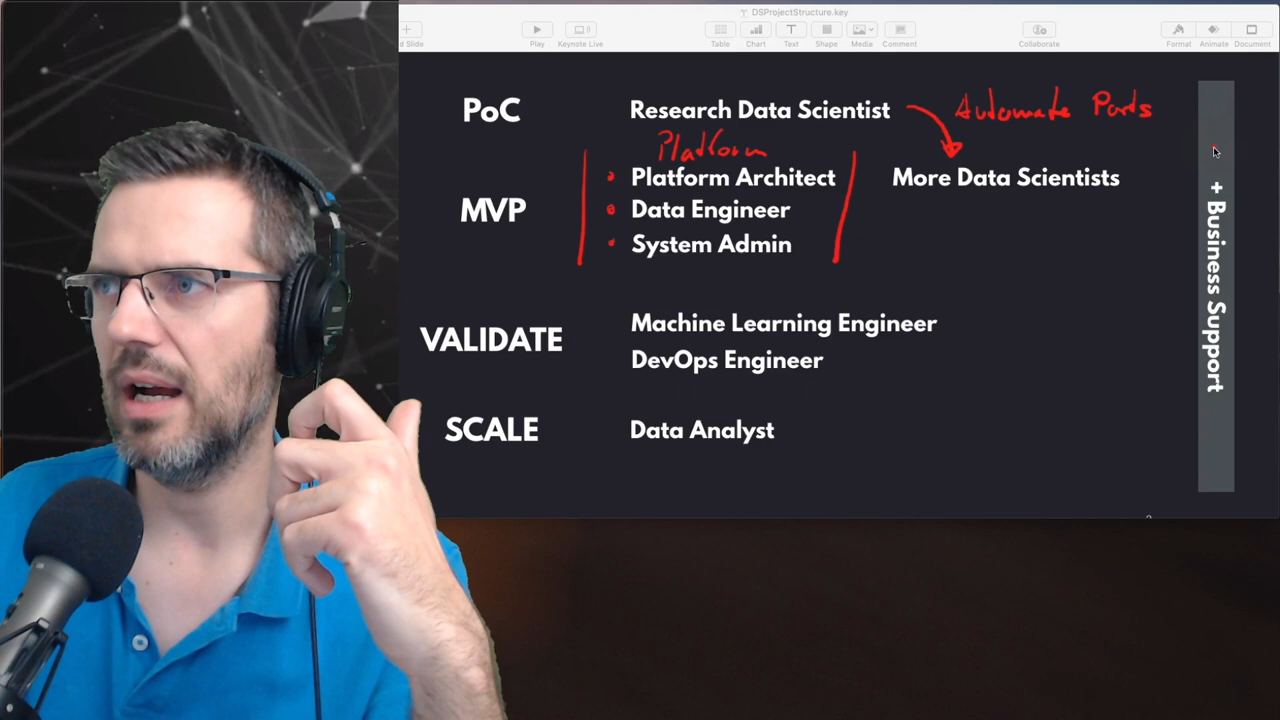 DSProjectStructure.key
d Slide
Play
Keynote Live
Table
Chart
Text
Shape
Media
Comment
Collaborate
Format
Animate
Document
PoC
Research Data Scientist
Automate Parts
Platform
MVP
Platform Architect
More Data Scientists
Data Engineer
System Admin
VALIDATE
Machine Learning Engineer
DevOps Engineer
SCALE
Data Analyst
+ Business Support